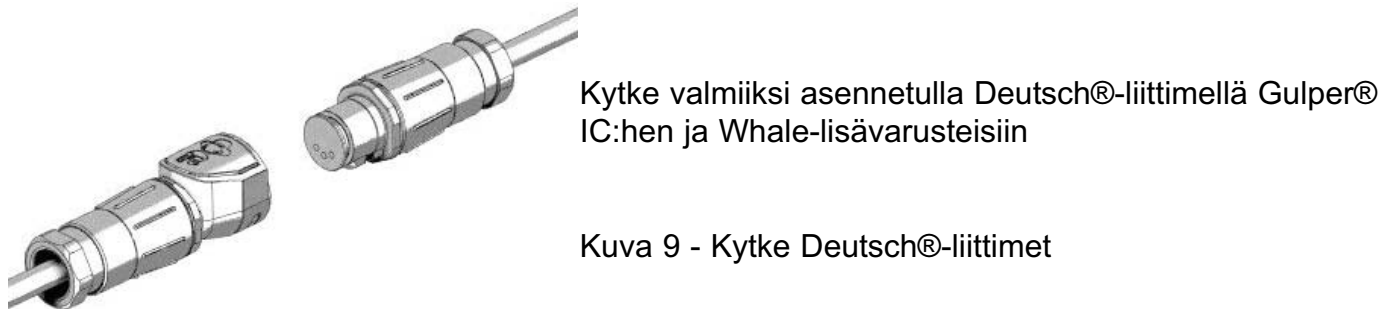 Kytke valmiiksi asennetulla Deutsch®-liittimellä Gulper®
IC:hen ja Whale-lisävarusteisiin
Kuva 9 - Kytke Deutsch®-liittimet